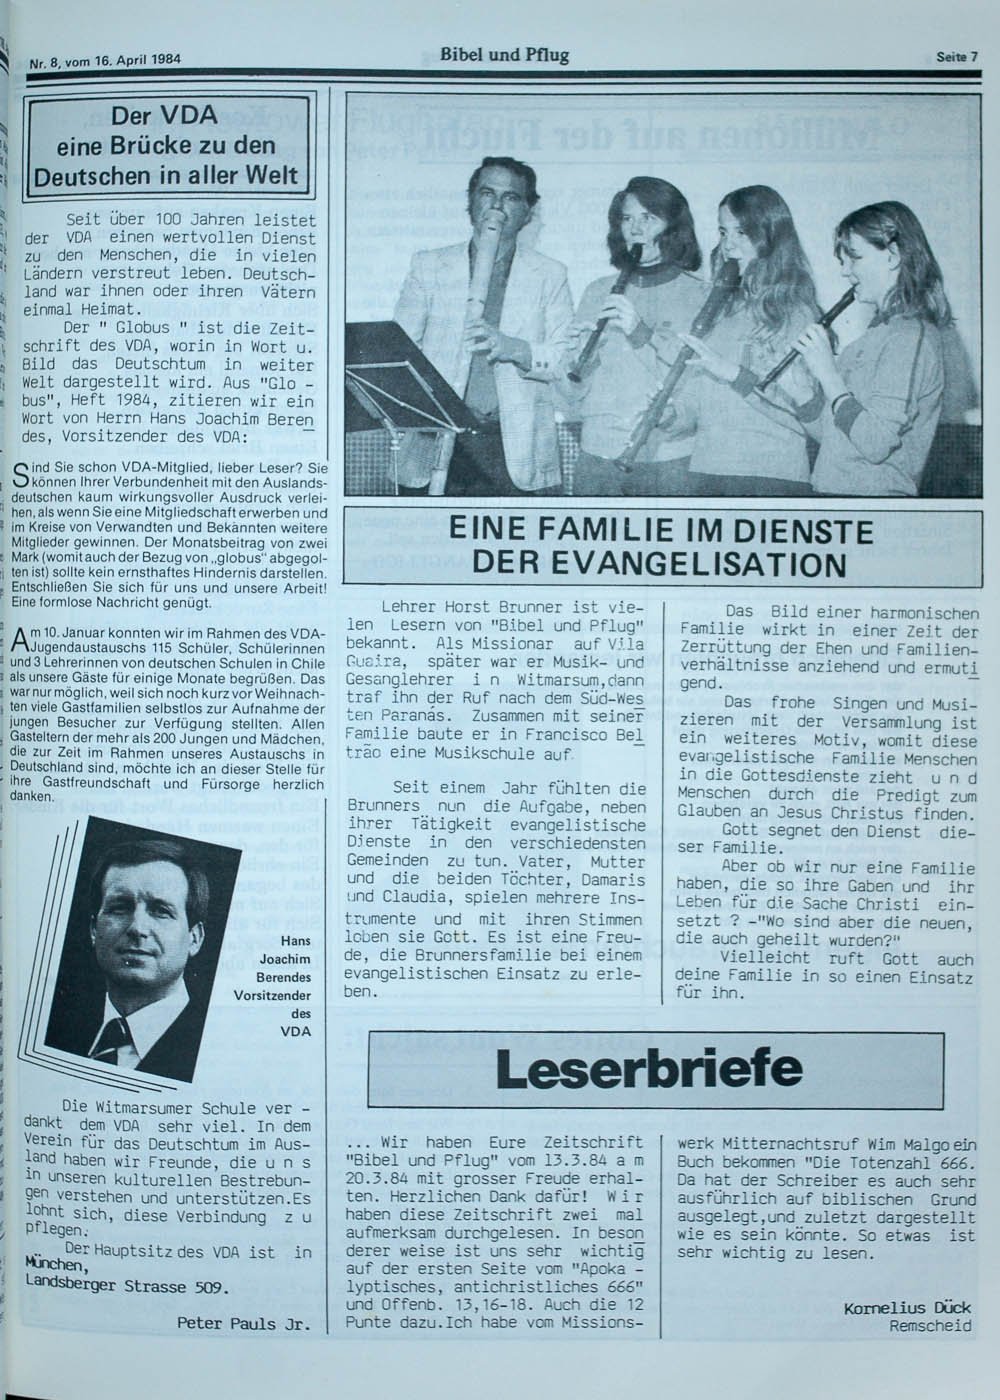 Nr. 8, vom 16. April 1984
Bibel und Pflug
Seite 7
Der VDA
eine Brücke zu den
Deutschen in aller Welt
Seit über 100 Jahren leistet
der VDA einen wertvollen Dienst
zu den Menschen, die in vielen
Ländern verstreut leben. Deutsch-
land war ihnen oder ihren Vätern
einmal Heimat.
Der " Globus " ist die Zeit-
schrift des VDA, worin in Wort u.
Bild das Deutschtum in weiter
Welt dargestellt wird. Aus "Glo -
bus", Heft 1984, zitieren wir ein
Wort von Herrn Hans Joachim Beren
des, Vorsitzender des VDA:
Sind Sie schon VDA-Mitglied, lieber Leser? Sie
können Ihrer Verbundenheit mit den Auslands-
deutschen kaum wirkungsvoller Ausdruck verlei-
hen, als wenn Sie eine Mitgliedschaft erwerben und
im Kreise von Verwandten und Bekannten weitere
Mitglieder gewinnen. Der Monatsbeitrag von zwei
Mark (womit auch der Bezug von „globus" abgegol-
ten ist) sollte kein ernsthaftes Hindernis darstellen.
Entschließen Sie sich für uns und unsere Arbeit!
Eine formlose Nachricht genügt.
Am 10. Januar konnten wir im Rahmen des VDA-
Jugendaustauschs 115 Schüler, Schülerinnen
und 3 Lehrerinnen von deutschen Schulen in Chile
als unsere Gäste für einige Monate begrüßen. Das
war nur möglich, weil sich noch kurz vor Weihnach-
ten viele Gastfamilien selbstlos zur Aufnahme der
jungen Besucher zur Verfügung stellten. Allen
Gasteltern der mehr als 200 Jungen und Mädchen,
die zur Zeit im Rahmen unseres Austauschs in
Deutschland sind, möchte ich an dieser Stelle für
ihre Gastfreundschaft und Fürsorge herzlich
danken.
Hans
Joachim
Berendes
Vorsitzender
des
VDA
Die Witmarsumer Schule ver -
dankt dem VDA sehr viel. In dem
Verein für das Deutschtum im Aus-
land haben wir Freunde, die u n s
in unseren kulturellen Bestrebun-
gen verstehen und unterstützen.Es
lohnt sich, diese Verbindung z u
pflegen.
Der Hauptsitz des VDA ist in
München,
Landsberger Strasse 509.
Peter Pauls Jr.
EINE FAMILIE IM DIENSTE
DER EVANGELISATION
Lehrer Horst Brunner ist vie-
len Lesern von "Bibel und Pflug"
bekannt. Als Missionar auf Vila
Gueira, später war er Musik- und
Gesanglehrer i n Witmarsum,dann
traf ihn der Ruf nach dem Süd-Wes
ten Paranás. Zusammen mit seiner
Familie baute er in Francisco Bel
trão eine Musikschule auf.
Seit einem Jahr fühlten die
Brunners nun die Aufgabe, neben
ihrer Tätigkeit evangelistische
Dienste in den verschiedensten
Gemeinden zu tun. Vater, Mutter
und die beiden Töchter, Damaris
und Claudia, spielen mehrere Ins-
trumente und mit ihren Stimmen
loben sie Gott. Es ist eine Freu-
de, die Brunnersfamilie bei einem
evangelistischen Einsatz zu erle-
ben.
Das Bild einer harmonischen
Familie wirkt in einer Zeit der
Zerrüttung der Ehen und Familien-
verhältnisse anziehend und ermuti
gend.
Das frohe Singen und Musi-
zieren mit der Versammlung ist
ein weiteres Motiv, womit diese
evangelistische Familie Menschen
in die Gottesdienste zieht u n d
Menschen durch die Predigt zum
Glauben an Jesus Christus finden.
Gott segnet den Dienst die-
ser Familie.
Aber ob wir nur eine Familie
haben, die so ihre Gaben und ihr
Leben für die Sache Christi ein-
setzt ? -"Wo sind aber die neuen,
die auch geheilt wurden?"
Vielleicht ruft Gott auch
deine Familie in so einen Einsatz
für ihn.
Leserbriefe
... Wir haben Eure Zeitschrift
"Bibel und Pflug" vom 13.3.84 a m
20.3.84 mit grosser Freude erhal-
ten. Herzlichen Dank dafür! W i r
haben diese Zeitschrift zwei mal
aufmerksam durchgelesen. In beson
derer weise ist uns sehr wichtig
auf der ersten Seite vom "Apoka -
lyptisches, antichristliches 666"
und Offenb. 13,16-18. Auch die 12
Punte dazu.Ich habe vom Missions-
werk Mitternachtsruf Wim Malgo ein
Buch bekommen "Die Totenzahl 666.
Da hat der Schreiber es auch sehr
ausführlich auf biblischen Grund
ausgelegt,und zuletzt dargestellt
wie es sein könnte. So etwas ist
sehr wichtig zu lesen.
Kornelius Dück
Remscheid